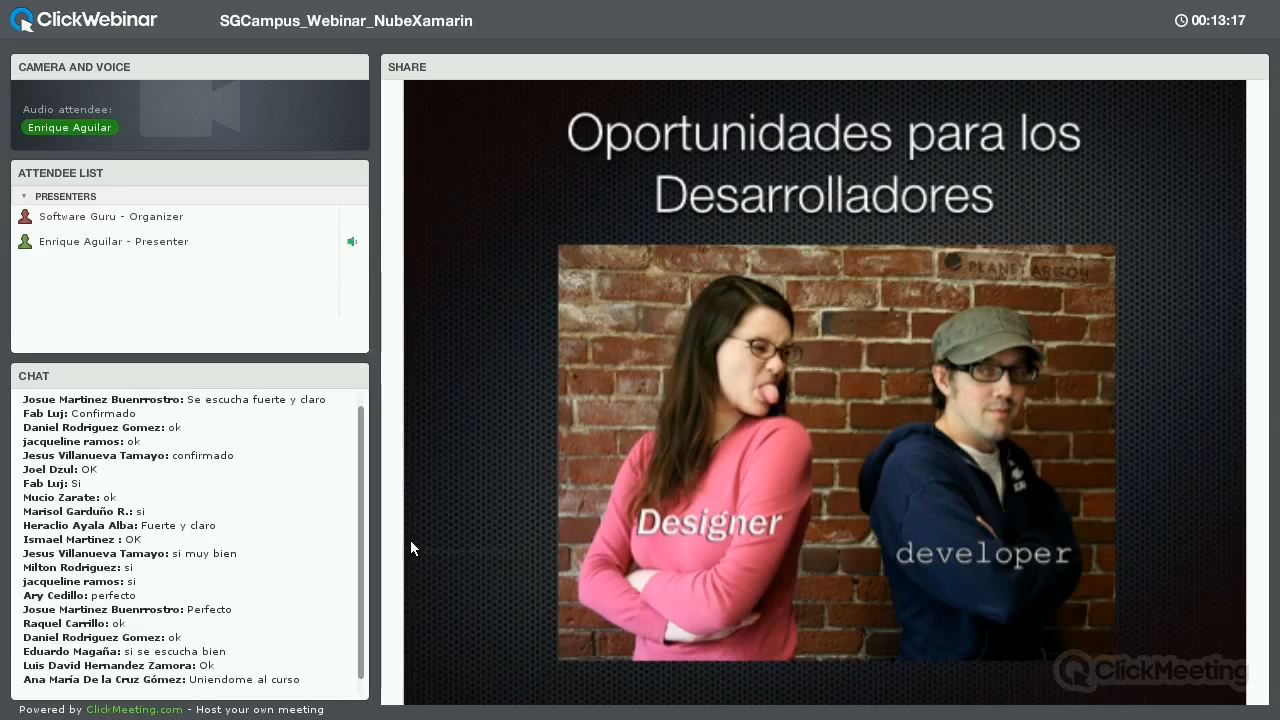 ClickWebinar
SGCampus_Webinar_NubeXamarin
00:13:17
CAMERA AND VOICE
Audio attendee:
Enrique Aguilar
ATTENDEE LIST
PRESENTERS
Software Guru - Organizer
Enrique Aguilar - Presenter
CHAT
Josue Martinez Buenrrostro: Se escucha fuerte y claro
Fab Luj: Confirmado
Daniel Rodriguez Gomez: ok
jacqueline ramos: ok
Jesus Villanueva Tamayo: confirmado
Joel Dzul: OK
Fab Luj: Si
Mucio Zarate: ok
Marisol Garduño R.: si
Heraclio Ayala Alba: Fuerte y claro
Ismael Martinez : OK
Jesus Villanueva Tamayo: si muy bien
Milton Rodriguez: si
jacqueline ramos: si
Ary Cedillo: perfecto
Josue Martinez Buenrrostro: Perfecto
Raquel Carrillo: ok
Daniel Rodriguez Gomez: ok
Eduardo Magaña: si se escucha bien
Luis David Hernandez Zamora: Ok
Ana María De la Cruz Gómez: Uniendome al curso
Powered by ClickMeeting.com - Host your own meeting
SHARE
Oportunidades para los
Desarrolladores
PLANET ARGON
Designer
developer
ClickMeeting